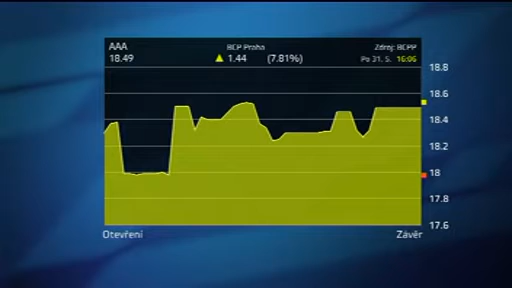 AAA BCP Praha Zdroj: BCPP
18.49 1.44 (7.81%) Po 31. 5. 16:06
18.8
18.6
18.4
18.2
18
17.8
17.6
Otevření Závěr